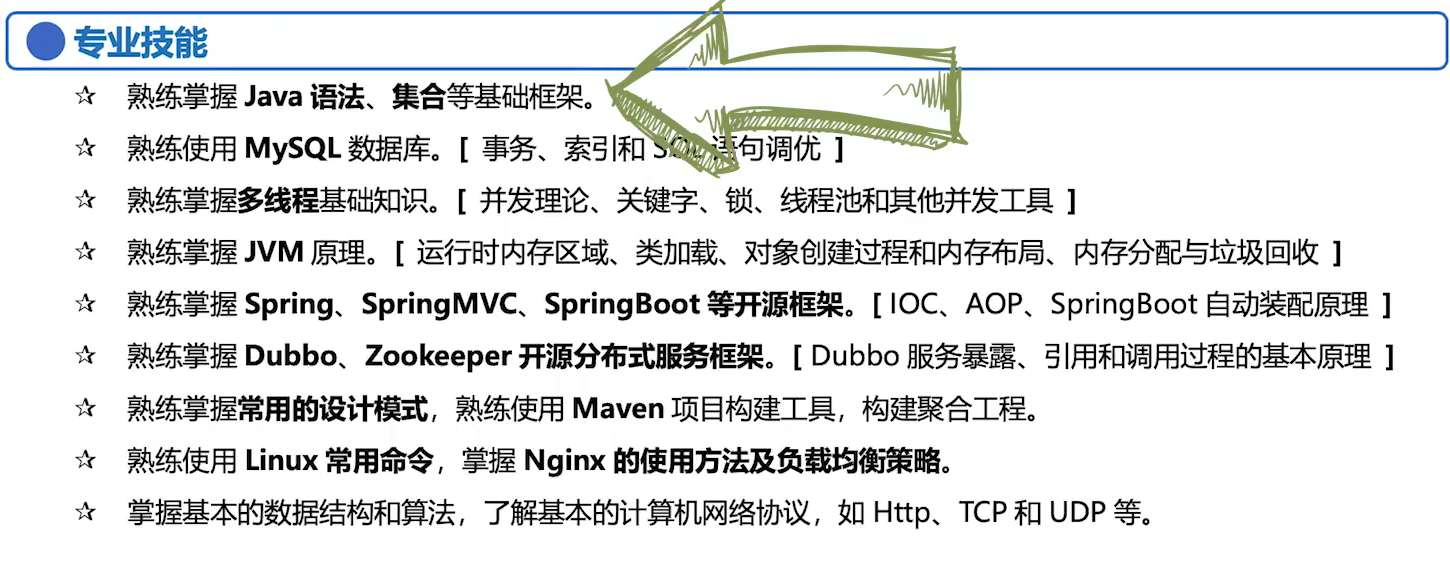 专业技能
☆ 熟练掌握 Java 语法、集合等基础框架。
☆ 熟练使用 MySQL 数据库。[ 事务、索引和 SQL 语句调优 ]
☆ 熟练掌握多线程基础知识。[ 并发理论、关键字、锁、线程池和其他并发工具 ]
☆ 熟练掌握 JVM 原理。[ 运行时内存区域、类加载、对象创建过程和内存布局、内存分配与垃圾回收 ]
☆ 熟练掌握 Spring、SpringMVC、SpringBoot 等开源框架。[ IOC、AOP、SpringBoot 自动装配原理 ]
☆ 熟练掌握 Dubbo、Zookeeper 开源分布式服务框架。[ Dubbo 服务暴露、引用和调用过程的基本原理 ]
☆ 熟练掌握常用的设计模式，熟练使用 Maven 项目构建工具，构建聚合工程。
☆ 熟练使用 Linux 常用命令，掌握 Nginx 的使用方法及负载均衡策略。
☆ 掌握基本的数据结构和算法，了解基本的计算机网络协议，如 Http、TCP 和 UDP 等。